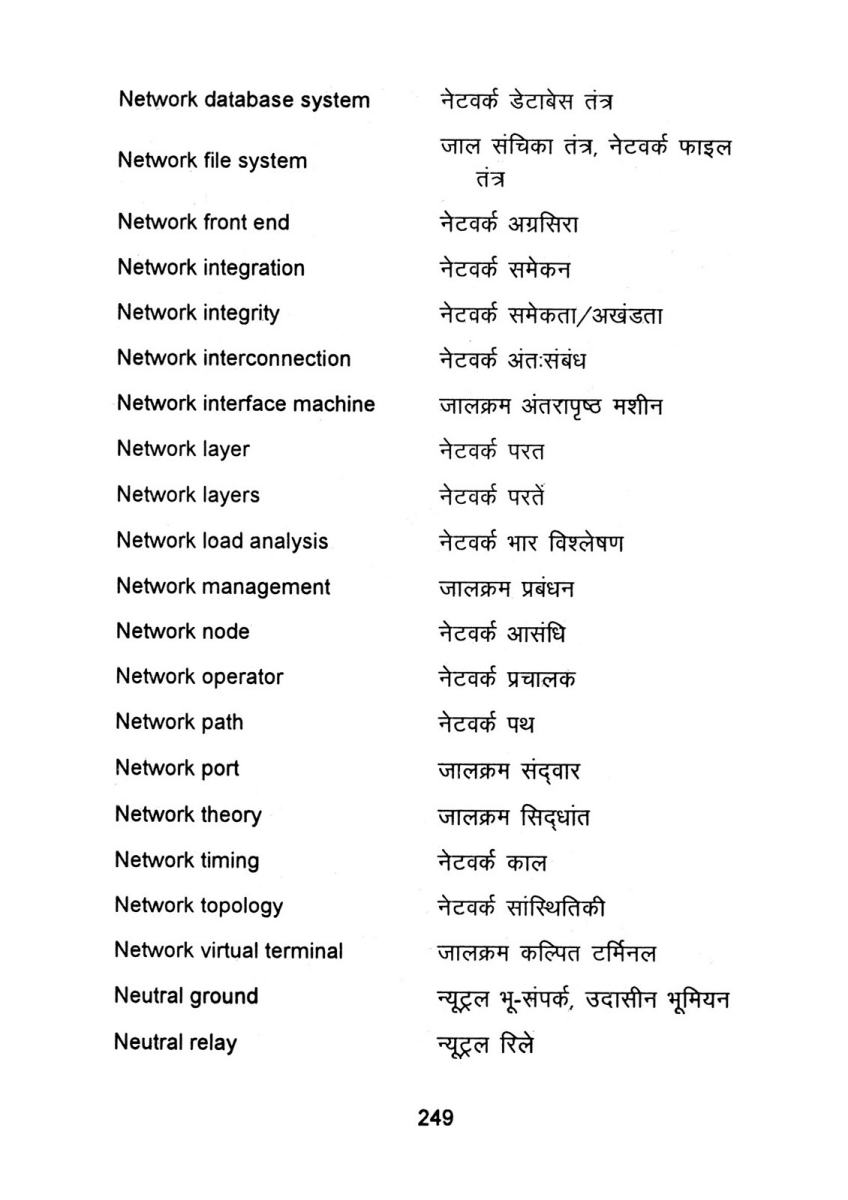 Network database system नेटवर्क डेटाबेस तंत्र
Network file system जाल संचिका तंत्र, नेटवर्क फाइल
तंत्र
Network front end नेटवर्क अग्रसिरा
Network integration नेटवर्क समेकन
Network integrity नेटवर्क समेकता/अखंडता
Network interconnection नेटवर्क अंतःसंबंध
Network interface machine जालक्रम अंतरापृष्ठ मशीन
Network layer नेटवर्क परत
Network layers नेटवर्क परतें
Network load analysis नेटवर्क भार विश्लेषण
Network management जालक्रम प्रबंधन
Network node नेटवर्क आसंधि
Network operator नेटवर्क प्रचालक
Network path नेटवर्क पथ
Network port जालक्रम संद्‌वार
Network theory जालक्रम सिद्‌धांत
Network timing नेटवर्क काल
Network topology नेटवर्क सांस्थितिकी
Network virtual terminal जालक्रम कल्पित टर्मिनल
Neutral ground न्यूट्रल भू-संपर्क, उदासीन भूमियन
Neutral relay न्यूट्रल रिले
249